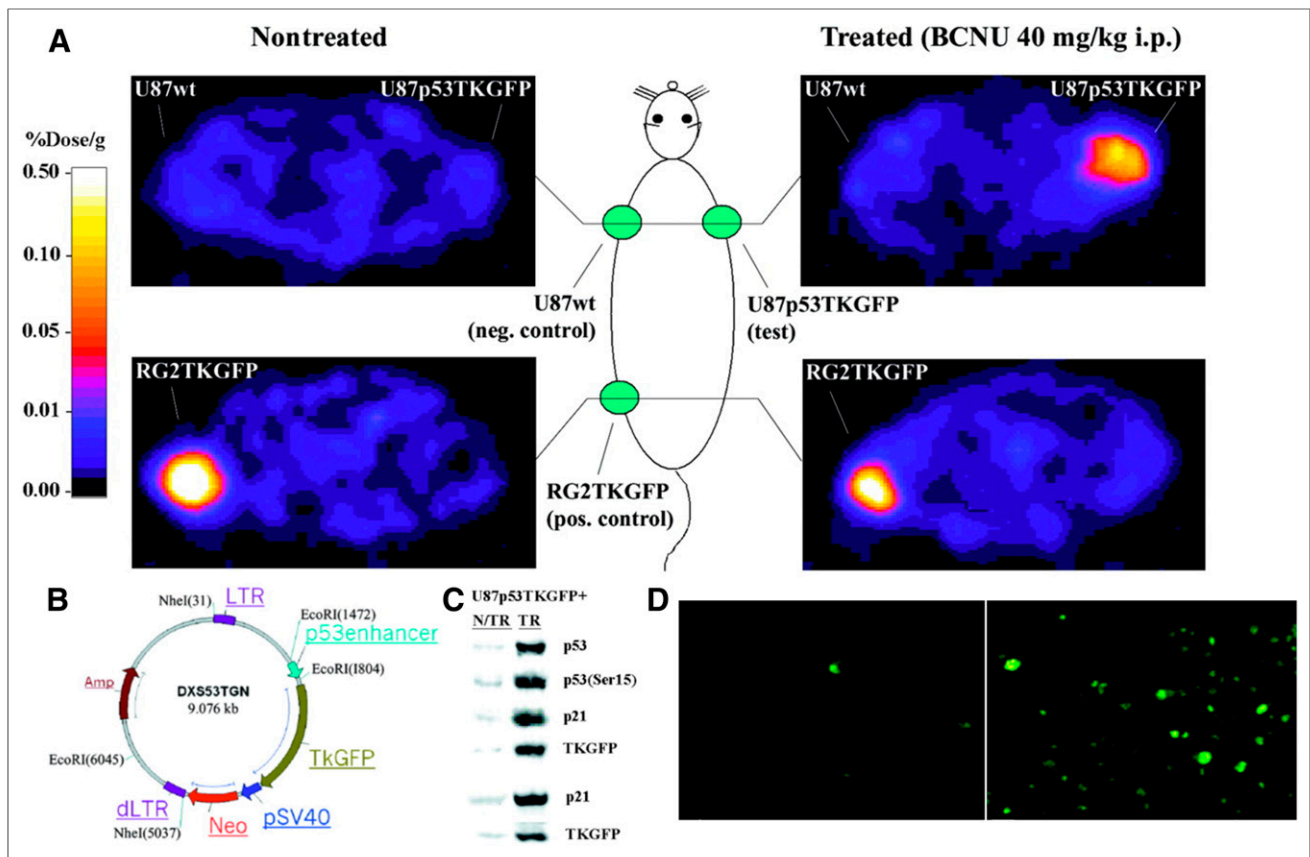 A
Nontreated
Treated (BCNU 40 mg/kg i.p.)
U87wt
U87p53TKGFP
U87wt
U87p53TKGFP
%Dose/g
0.50
0.10
0.05
0.01
0.00
U87wt
(neg. control)
U87p53TKGFP
(test)
RG2TKGFP
RG2TKGFP
RG2TKGFP
(pos. control)
B
NheI(31)
LTR
EcoRI(1472)
p53enhancer
EcoRI(1804)
Amp
DXS53TGN
9.076 kb
EcoRI(6045)
TkGFP
dLTR
NheI(5037)
Neo
pSV40
C
U87p53TKGFP+
N/TR TR
p53
p53(Ser15)
p21
TKGFP
p21
TKGFP
D